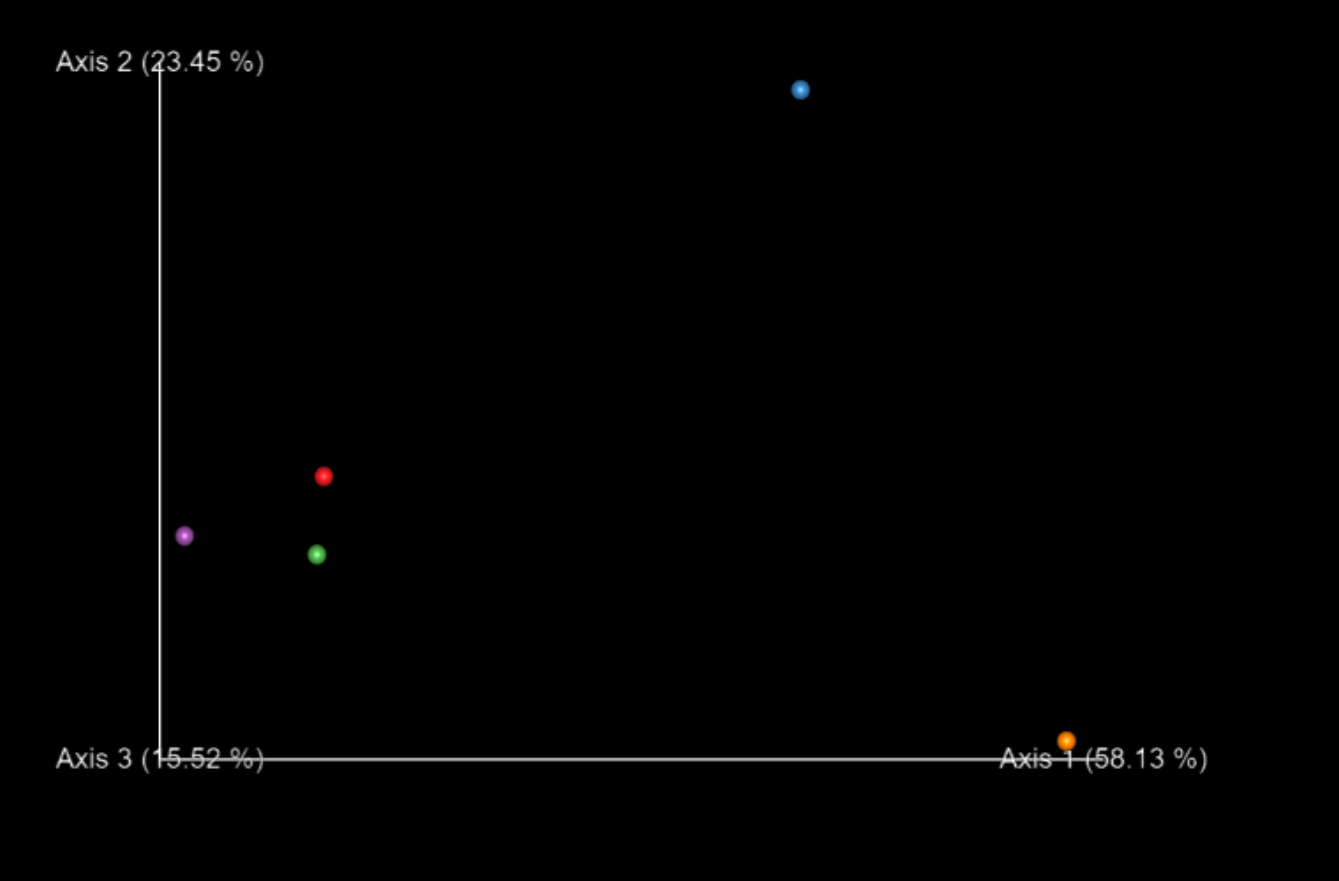 Axis 2 (23.45 %)
Axis 3 (15.52 %)
Axis 1 (58.13 %)